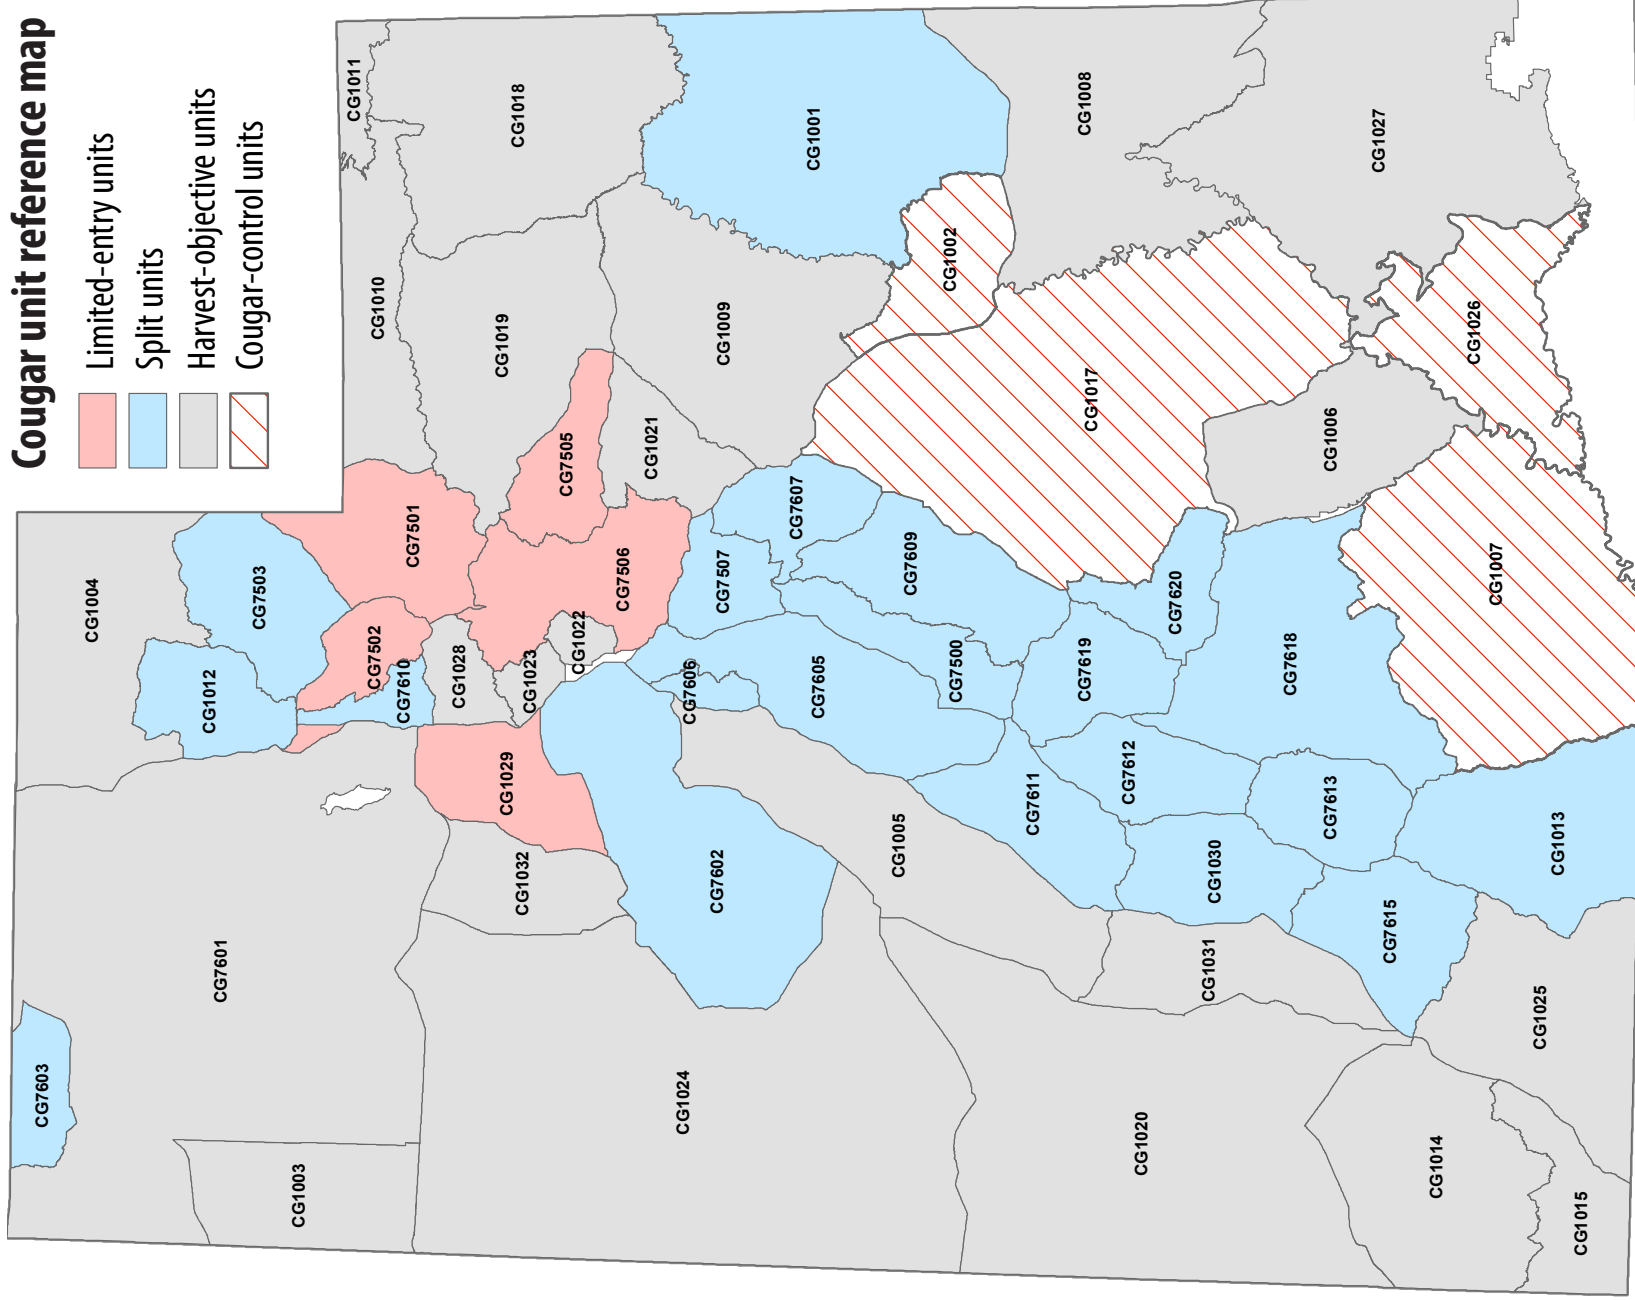 Cougar unit reference map
Limited-entry units
Split units
Harvest-objective units
Cougar-control units
CG7603
CG7601
CG1003
CG1004
CG1012
CG7503
CG7502
CG7610
CG7501
CG1011
CG1010
CG1018
CG1019
CG1028
CG1023
CG1022
CG1029
CG1032
CG7505
CG7506
CG1021
CG1009
CG1001
CG1002
CG1024
CG7602
CG7606
CG7507
CG7607
CG7605
CG7609
CG7500
CG1005
CG1008
CG1017
CG7611
CG7619
CG7620
CG7612
CG1030
CG1031
CG1020
CG7618
CG7613
CG7615
CG1006
CG1027
CG1026
CG1007
CG1013
CG1025
CG1014
CG1015